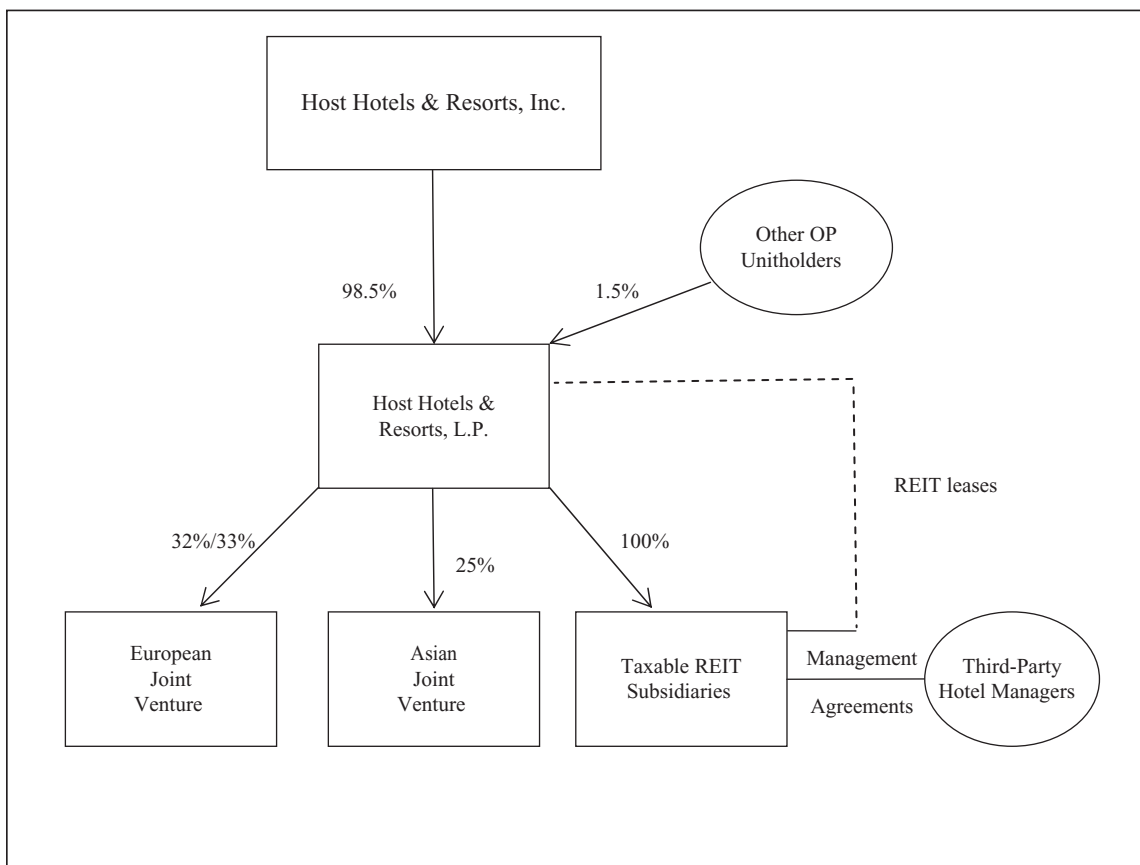 Host Hotels & Resorts, Inc.
Other OP
Unitholders
98.5%
1.5%
Host Hotels &
Resorts, L.P.
REIT leases
32%/33%
100%
25%
European
Joint
Venture
Asian
Joint
Venture
Taxable REIT
Subsidiaries
Management
Agreements
Third-Party
Hotel Managers